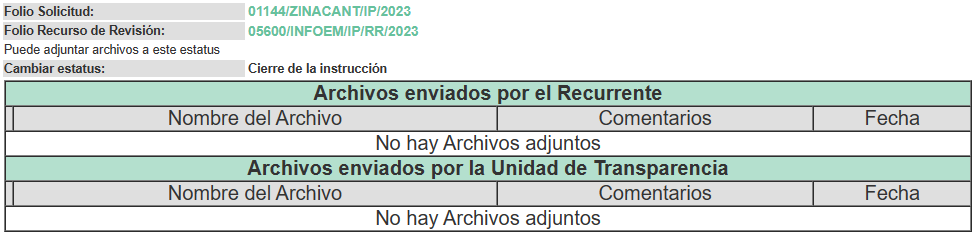 Folio Solicitud: 01144/ZINACANT/IP/2023
Folio Recurso de Revisión: 05600/INFOEM/IP/RR/2023
Puede adjuntar archivos a este estatus
Cambiar estatus: Cierre de la instrucción
Archivos enviados por el Recurrente
Nombre del Archivo Comentarios Fecha
No hay Archivos adjuntos
Archivos enviados por la Unidad de Transparencia
Nombre del Archivo Comentarios Fecha
No hay Archivos adjuntos